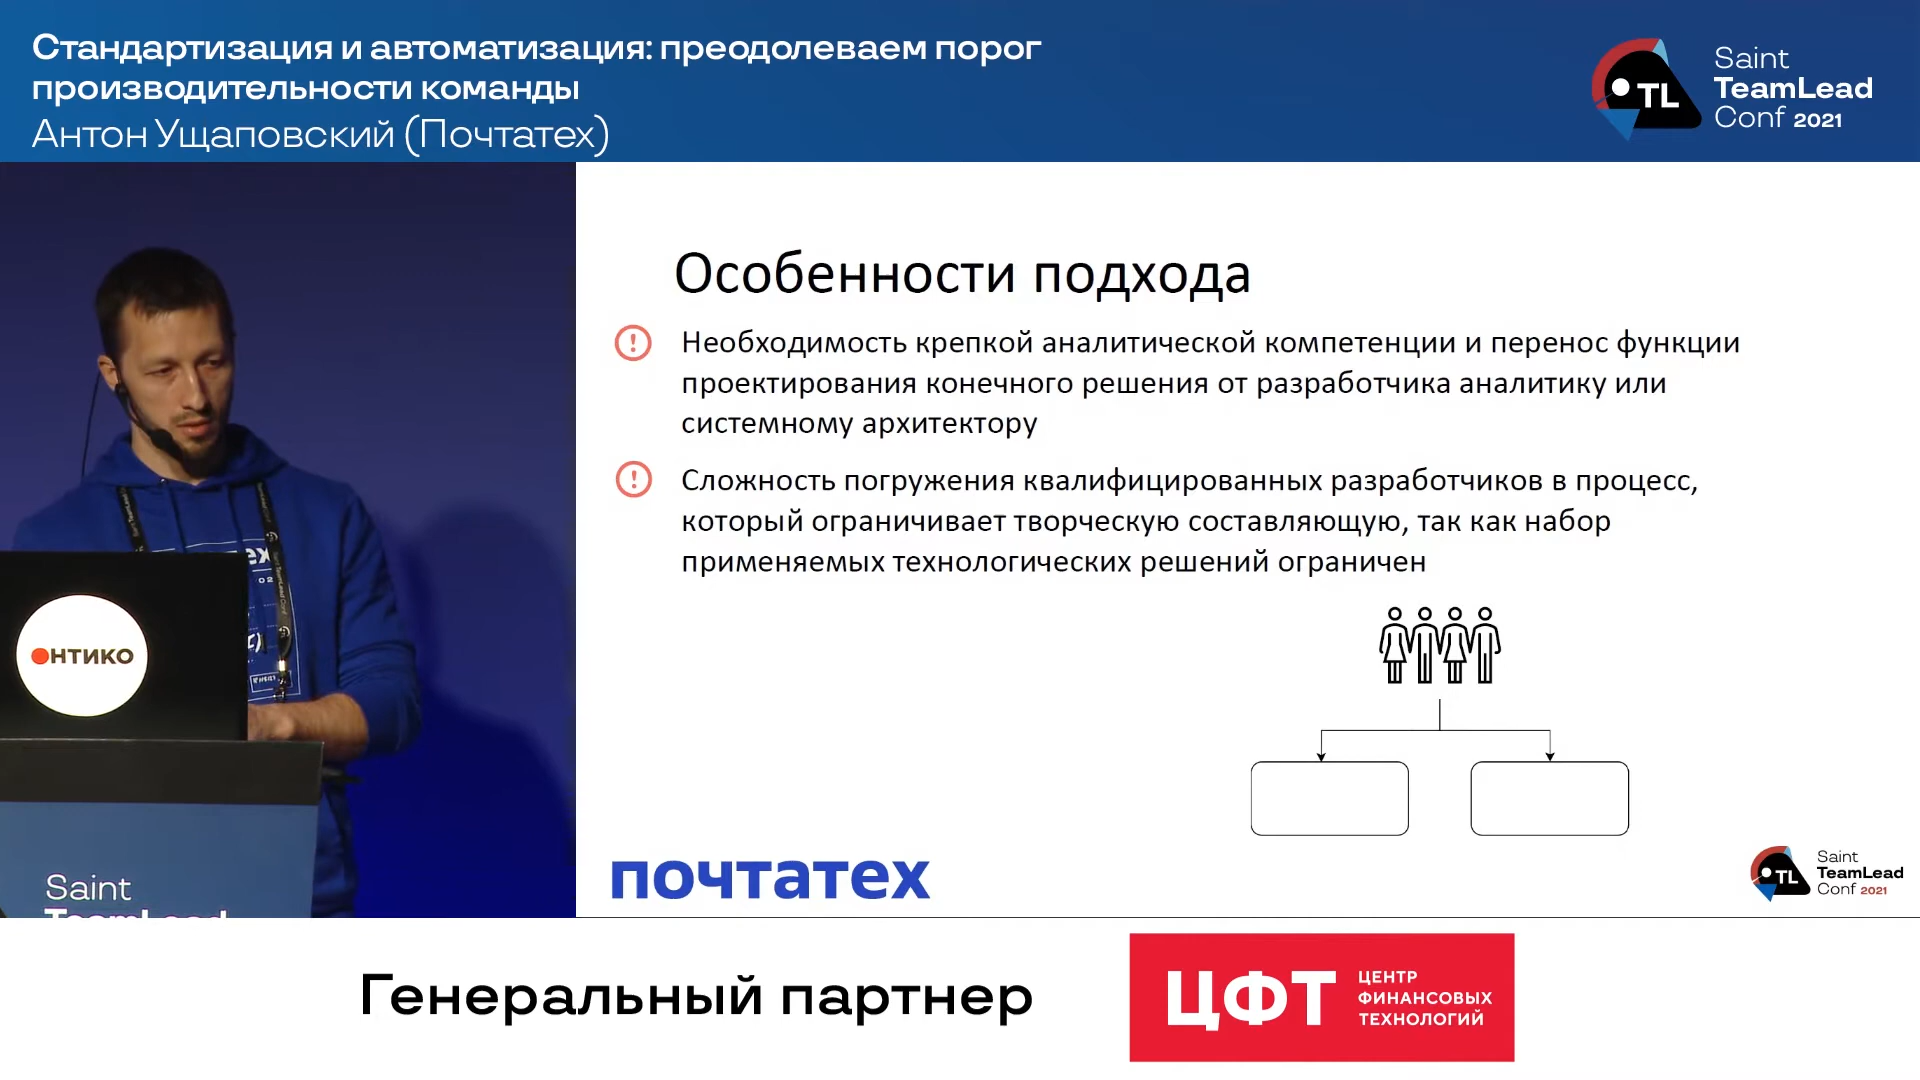 Стандартизация и автоматизация: преодолеваем порог
производительности команды
Антон Ущаповский (Почтатех)
TL
Saint
TeamLead
Conf 2021
Особенности подхода
Необходимость крепкой аналитической компетенции и перенос функции
проектирования конечного решения от разработчика аналитику или
системному архитектору
Сложность погружения квалифицированных разработчиков в процесс,
который ограничивает творческую составляющую, так как набор
применяемых технологических решений ограничен
ОНТИКО
Saint
TeamLead
почтатех
TL
Saint
TeamLead
Conf 2021
Генеральный партнер
ЦФТ
ЦЕНТР
ФИНАНСОВЫХ
ТЕХНОЛОГИЙ